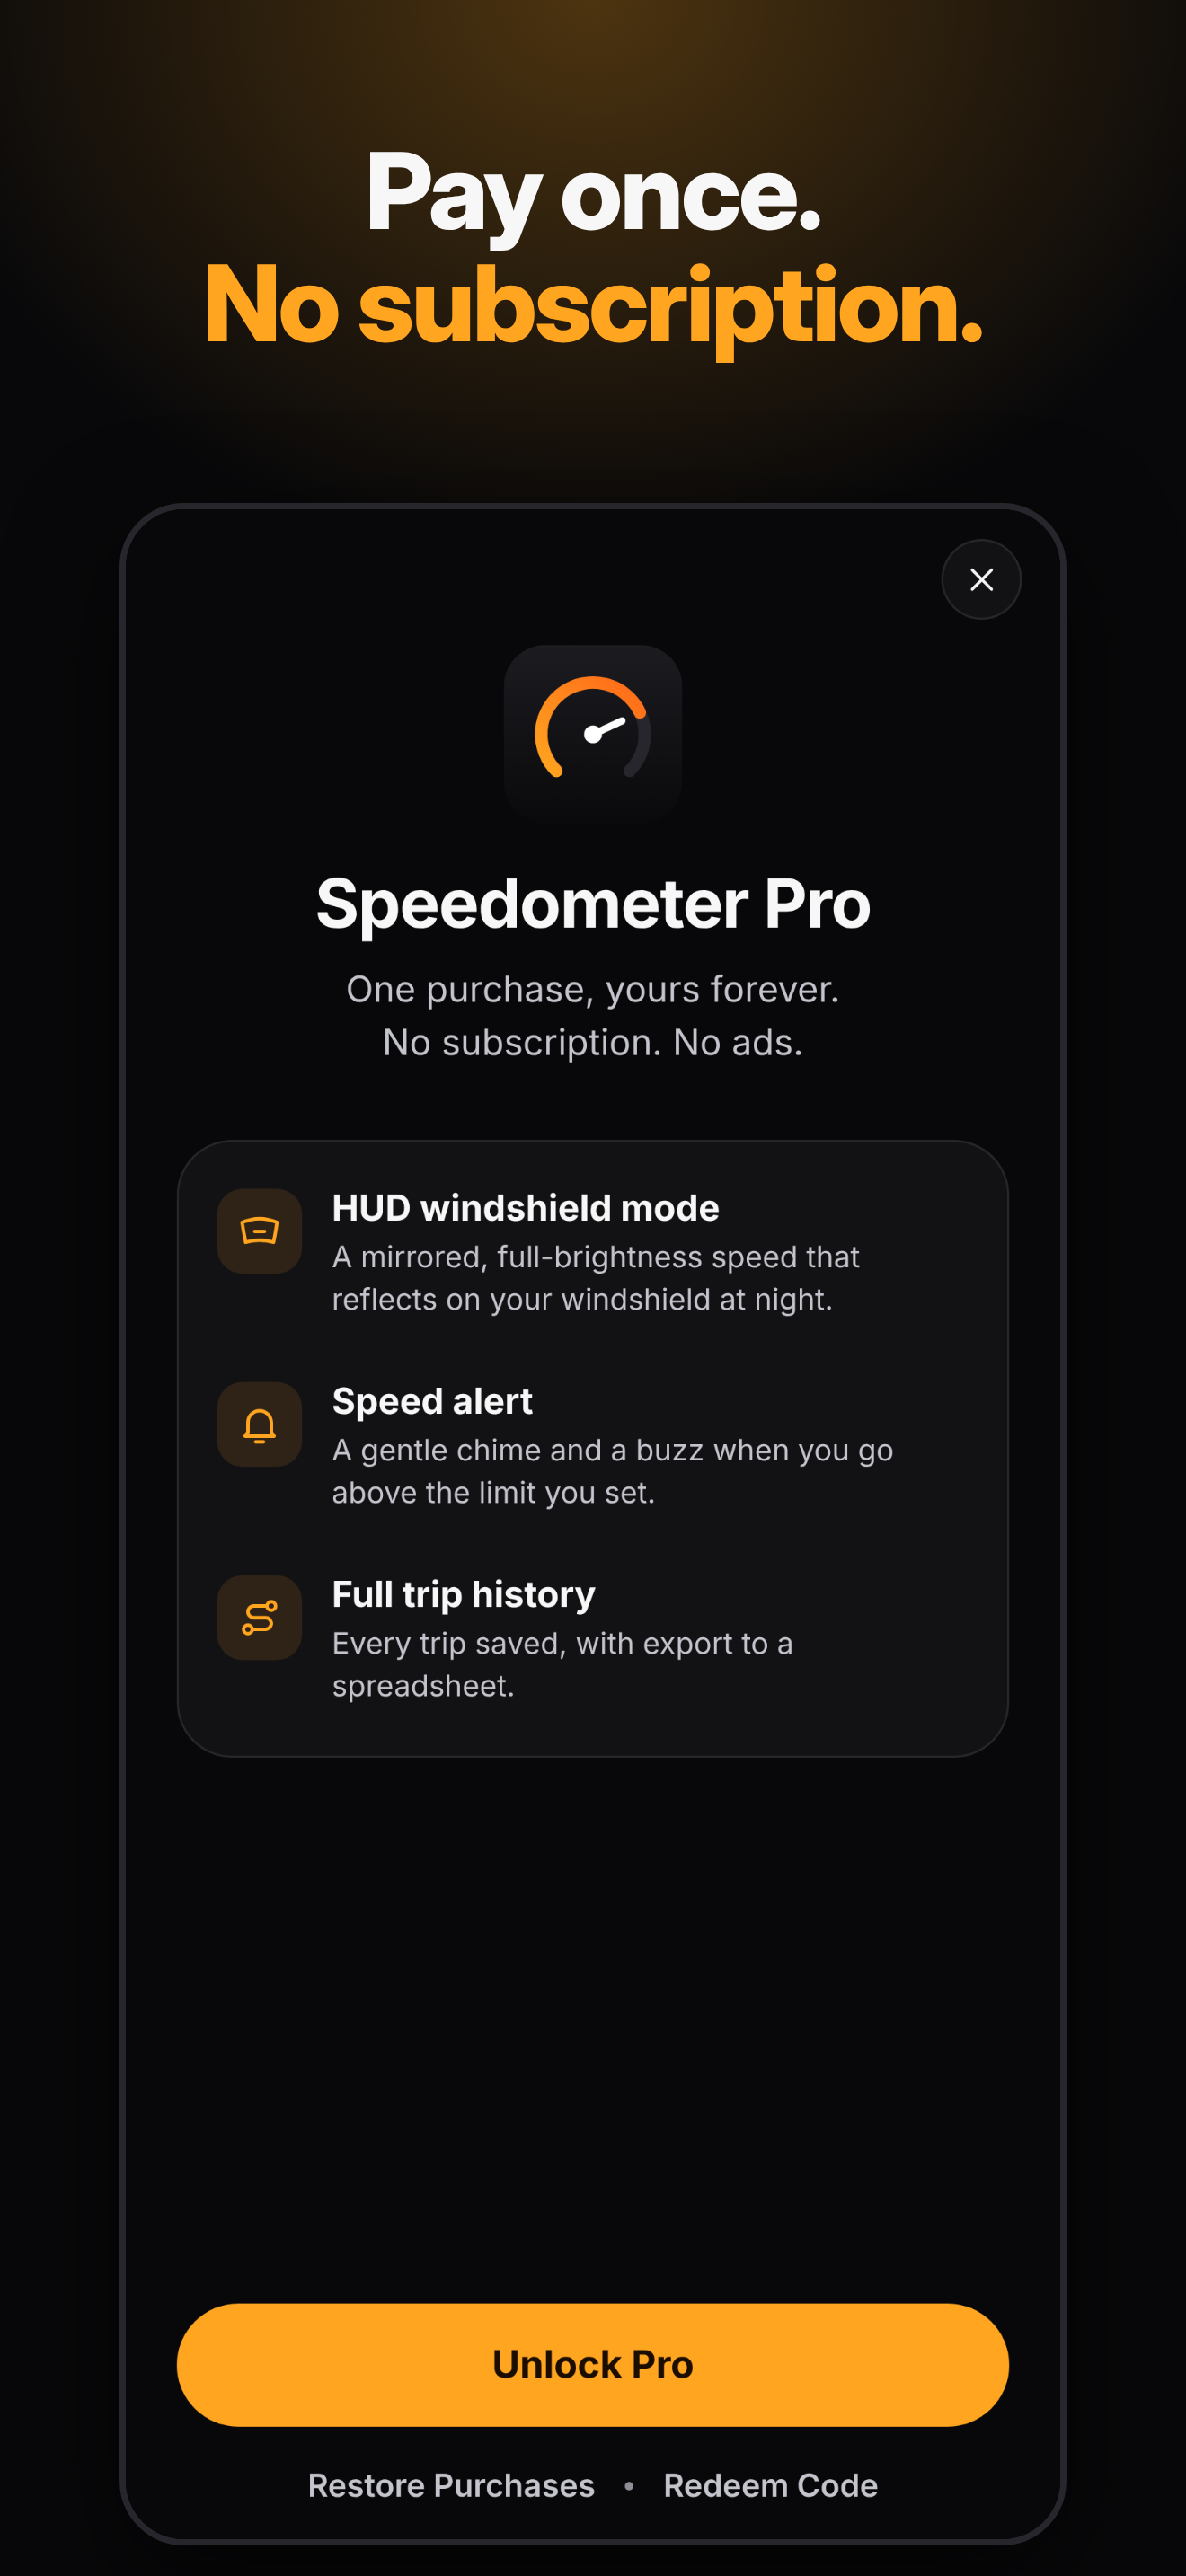 Pay once.
No subscription.
Speedometer Pro
One purchase, yours forever.
No subscription. No ads.
HUD windshield mode
A mirrored, full-brightness speed that
reflects on your windshield at night.
Speed alert
A gentle chime and a buzz when you go
above the limit you set.
Full trip history
Every trip saved, with export to a
spreadsheet.
Unlock Pro
Restore Purchases • Redeem Code